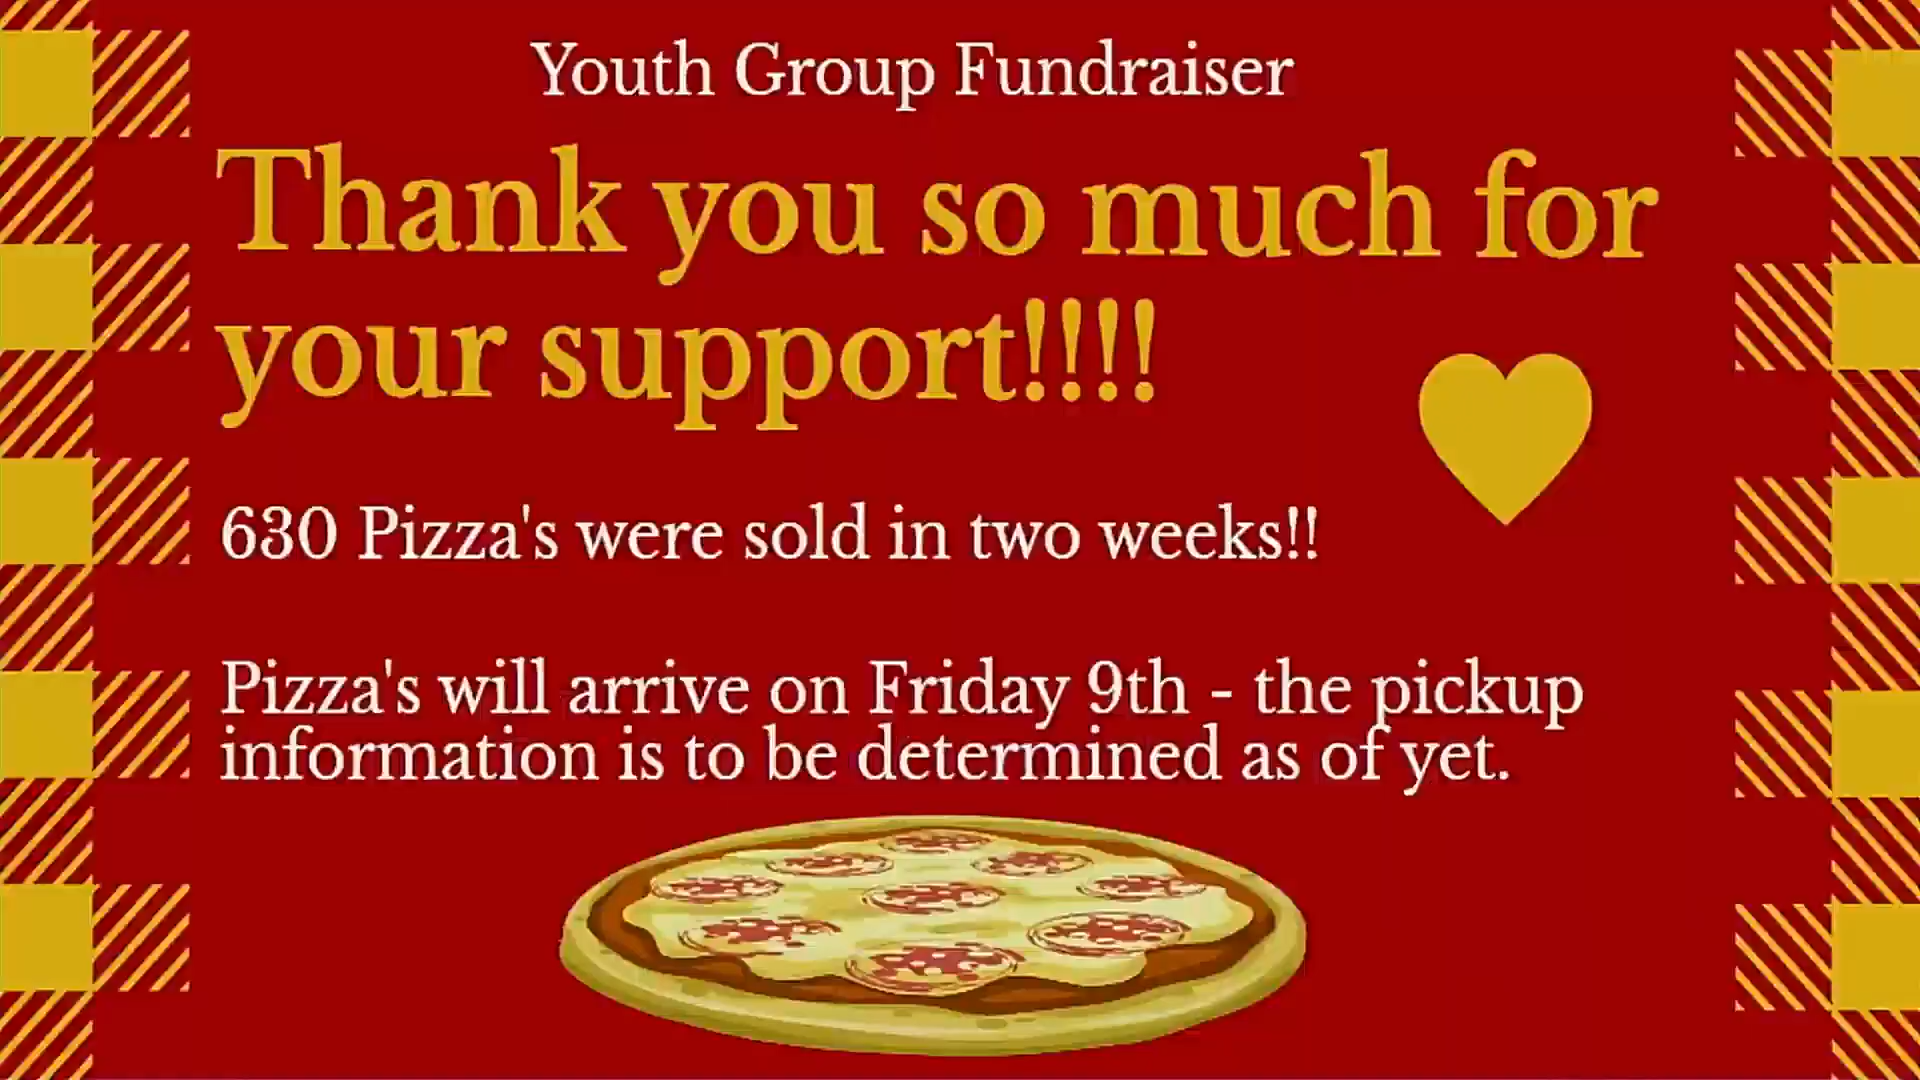 Youth Group Fundraiser
Thank you so much for
your support!!!!
630 Pizza's were sold in two weeks!!
Pizza's will arrive on Friday 9th - the pickup
information is to be determined as of yet.